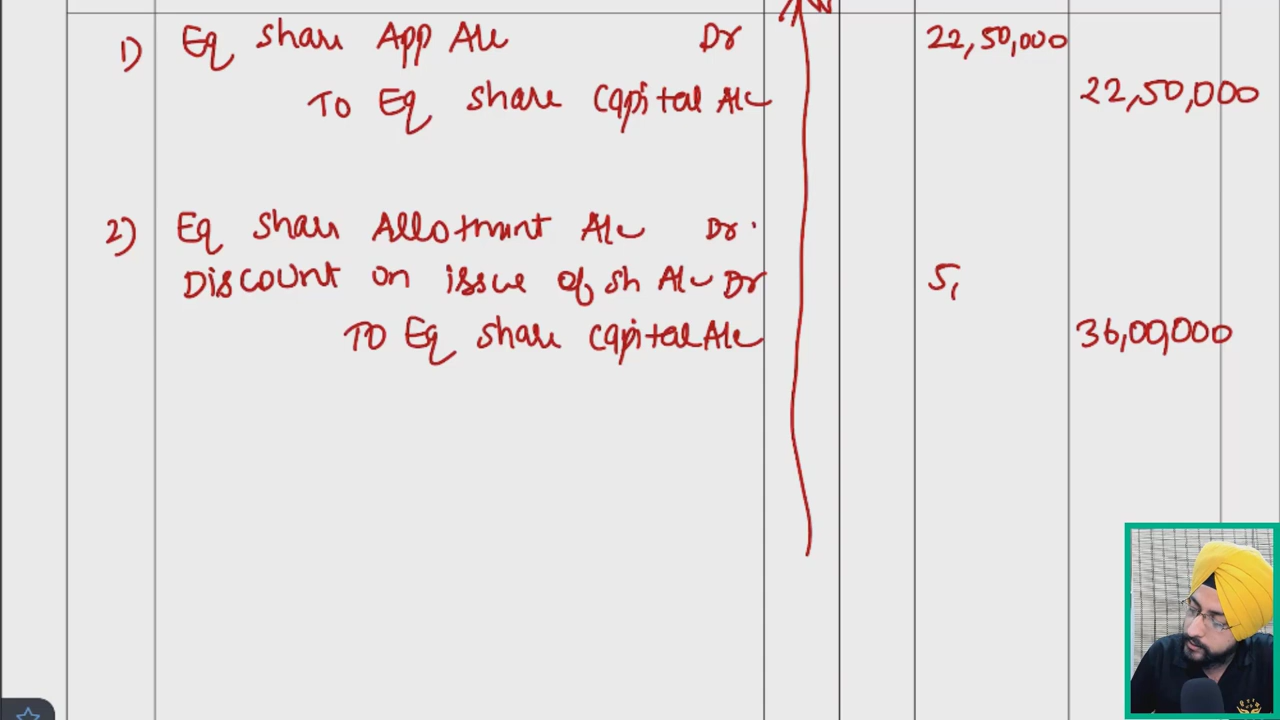 1) Eq share App A/c Dr 22,50,000
To Eq share Capital A/c 22,50,000
2) Eq share Allotment A/c Dr.
Discount on issue of sh A/c Dr 5,
To Eq share Capital A/c 36,00,000